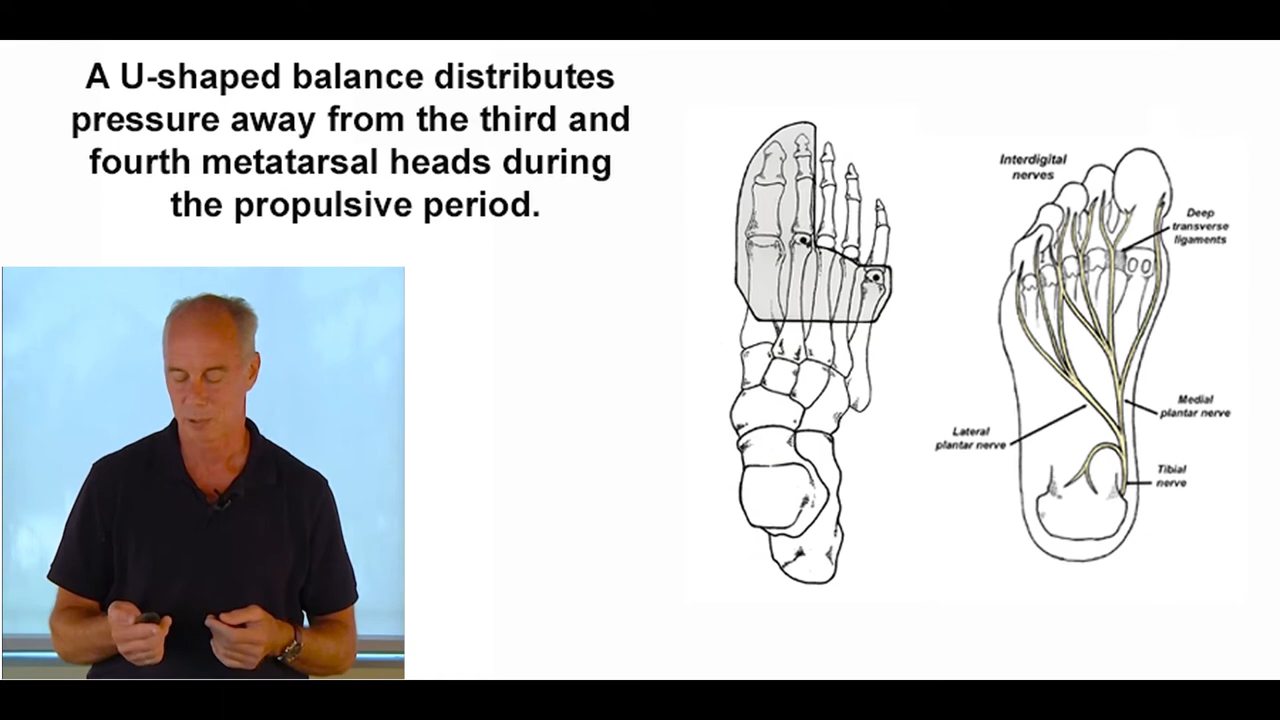 A U-shaped balance distributes
pressure away from the third and
fourth metatarsal heads during
the propulsive period.
Interdigital
nerves
Deep
transverse
ligaments
Medial
plantar nerve
Lateral
plantar nerve
Tibial
nerve